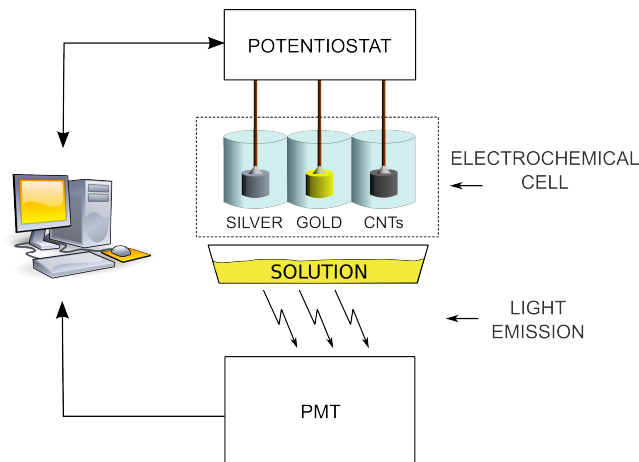 POTENTIOSTAT
ELECTROCHEMICAL
CELL
SILVER GOLD CNTs
SOLUTION
LIGHT
EMISSION
PMT